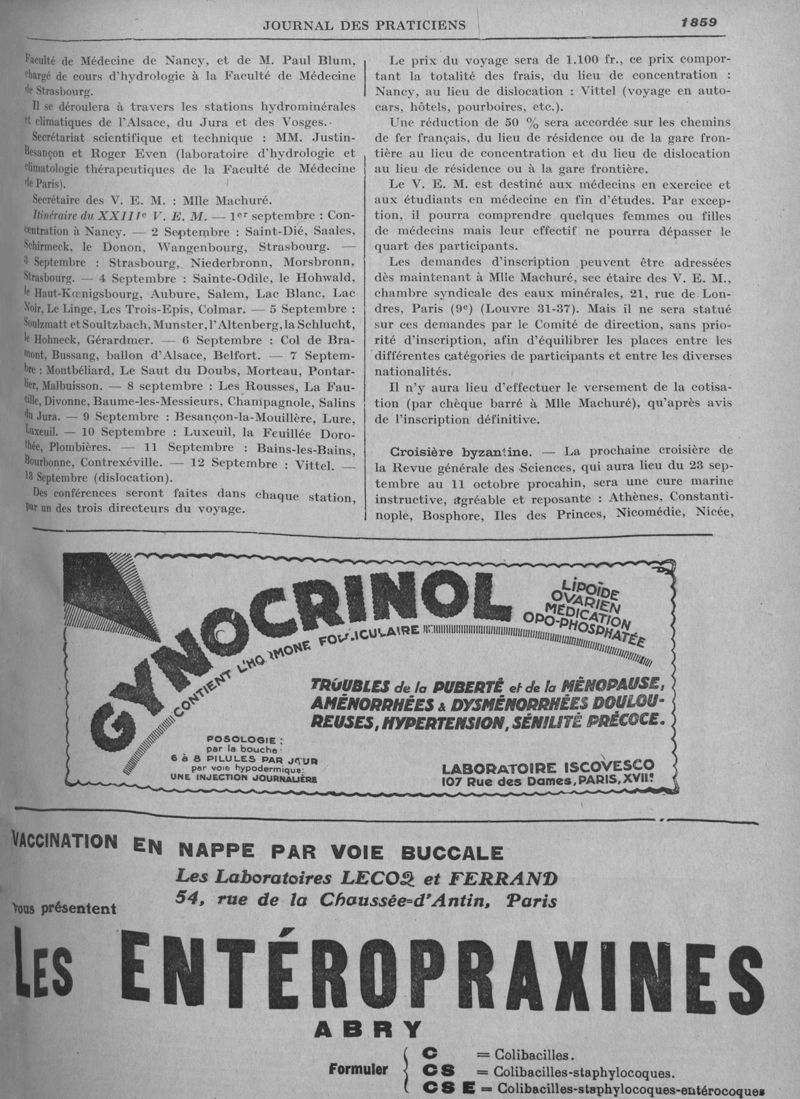 JOURNAL DES PRATICIENS
1859
Faculté de Médecine de Nancy, et de M. Paul Blum,
chargé de cours d'hydrologie à la Faculté de Médecine
de Strasbourg.
Il se déroulera à travers les stations hydrominérales
et climatiques de l'Alsace, du Jura et des Vosges.
Secrétariat scientifique et technique : MM. Justin-
Besançon et Roger Even (laboratoire d'hydrologie et
climatologie thérapeutiques de la Faculté de Médecine
de Paris).
Secrétaire des V. E. M. : Mlle Machuré.
Itinéraire du XXIIIe V. E. M. — 1er septembre : Con-
centration à Nancy. — 2 Septembre : Saint-Dié, Saales,
Schirmeck, le Donon, Wangenbourg, Strasbourg. —
3 Septembre : Strasbourg, Niederbronn, Morsbronn,
Strasbourg. — 4 Septembre : Sainte-Odile, le Hohwald,
le Haut-Kœnigsbourg, Aubure, Salem, Lac Blanc, Lac
Noir, Le Linge, Les Trois-Epis, Colmar. — 5 Septembre :
Soulzmatt et Soultzbach, Munster, l'Altenberg, la Schlucht,
le Hohneck, Gérardmer. — 6 Septembre : Col de Bra-
mont, Bussang, ballon d'Alsace, Belfort. — 7 Septem-
bre : Montbéliard, Le Saut du Doubs, Morteau, Pontar-
lier, Malbuisson. — 8 septembre : Les Rousses, La Fau-
cille, Divonne, Baume-les-Messieurs, Champagnole, Salins
du Jura. — 9 Septembre : Besançon-la-Mouillère, Lure,
Luxeuil. — 10 Septembre : Luxeuil, la Feuillée Doro-
thée, Plombières. — 11 Septembre : Bains-les-Bains,
Bourbonne, Contrexéville. — 12 Septembre : Vittel. —
13 Septembre (dislocation).
Des conférences seront faites dans chaque station,
par un des trois directeurs du voyage.
Le prix du voyage sera de 1.100 fr., ce prix compor-
tant la totalité des frais, du lieu de concentration :
Nancy, au lieu de dislocation : Vittel (voyage en auto-
cars, hôtels, pourboires, etc.).
Une réduction de 50 % sera accordée sur les chemins
de fer français, du lieu de résidence ou de la gare fron-
tière au lieu de concentration et du lieu de dislocation
au lieu de résidence ou à la gare frontière.
Le V. E. M. est destiné aux médecins en exercice et
aux étudiants en médecine en fin d'études. Par excep-
tion, il pourra comprendre quelques femmes ou filles
de médecins mais leur effectif ne pourra dépasser le
quart des participants.
Les demandes d'inscription peuvent être adressées
dès maintenant à Mlle Machuré, sec étaire des V. E. M.,
chambre syndicale des eaux minérales, 21, rue de Lon-
dres, Paris (9e) (Louvre 31-37). Mais il ne sera statué
sur ces demandes par le Comité de direction, sans prio-
rité d'inscription, afin d'équilibrer les places entre les
différentes catégories de participants et entre les diverses
nationalités.
Il n'y aura lieu d'effectuer le versement de la cotisa-
tion (par chèque barré à Mlle Machuré), qu'après avis
de l'inscription définitive.
Croisière byzantine. — La prochaine croisière de
la Revue générale des Sciences, qui aura lieu du 23 sep-
tembre au 11 octobre procahin, sera une cure marine
instructive, agréable et reposante : Athènes, Constanti-
nople, Bosphore, Iles des Princes, Nicomédie, Nicée,
GYNOCRINOL
LIPOÏDE
OVARIEN
MÉDICATION
OPO-PHOSPHATÉE
CONTIENT L'HORMONE FOLLICULAIRE
TROUBLES de la PUBERTÉ et de la MÉNOPAUSE,
AMÉNORRHÉES & DYSMÉNORRHÉES DOULOU-
REUSES, HYPERTENSION, SÉNILITÉ PRÉCOCE.
POSOLOGIE :
par la bouche :
6 à 8 PILULES PAR JOUR
par voie hypodermique:
UNE INJECTION JOURNALIÈRE
LABORATOIRE ISCOVESCO
107 Rue des Dames, PARIS, XVIIe
VACCINATION EN NAPPE PAR VOIE BUCCALE
Les Laboratoires LECOQ et FERRAND
54, rue de la Chaussée-d'Antin, Paris
Vous présentent
LES ENTÉROPRAXINES
ABRY
Formuler
C = Colibacilles.
CS = Colibacilles-staphylocoques.
CSE = Colibacilles-staphylocoques-entérocoques